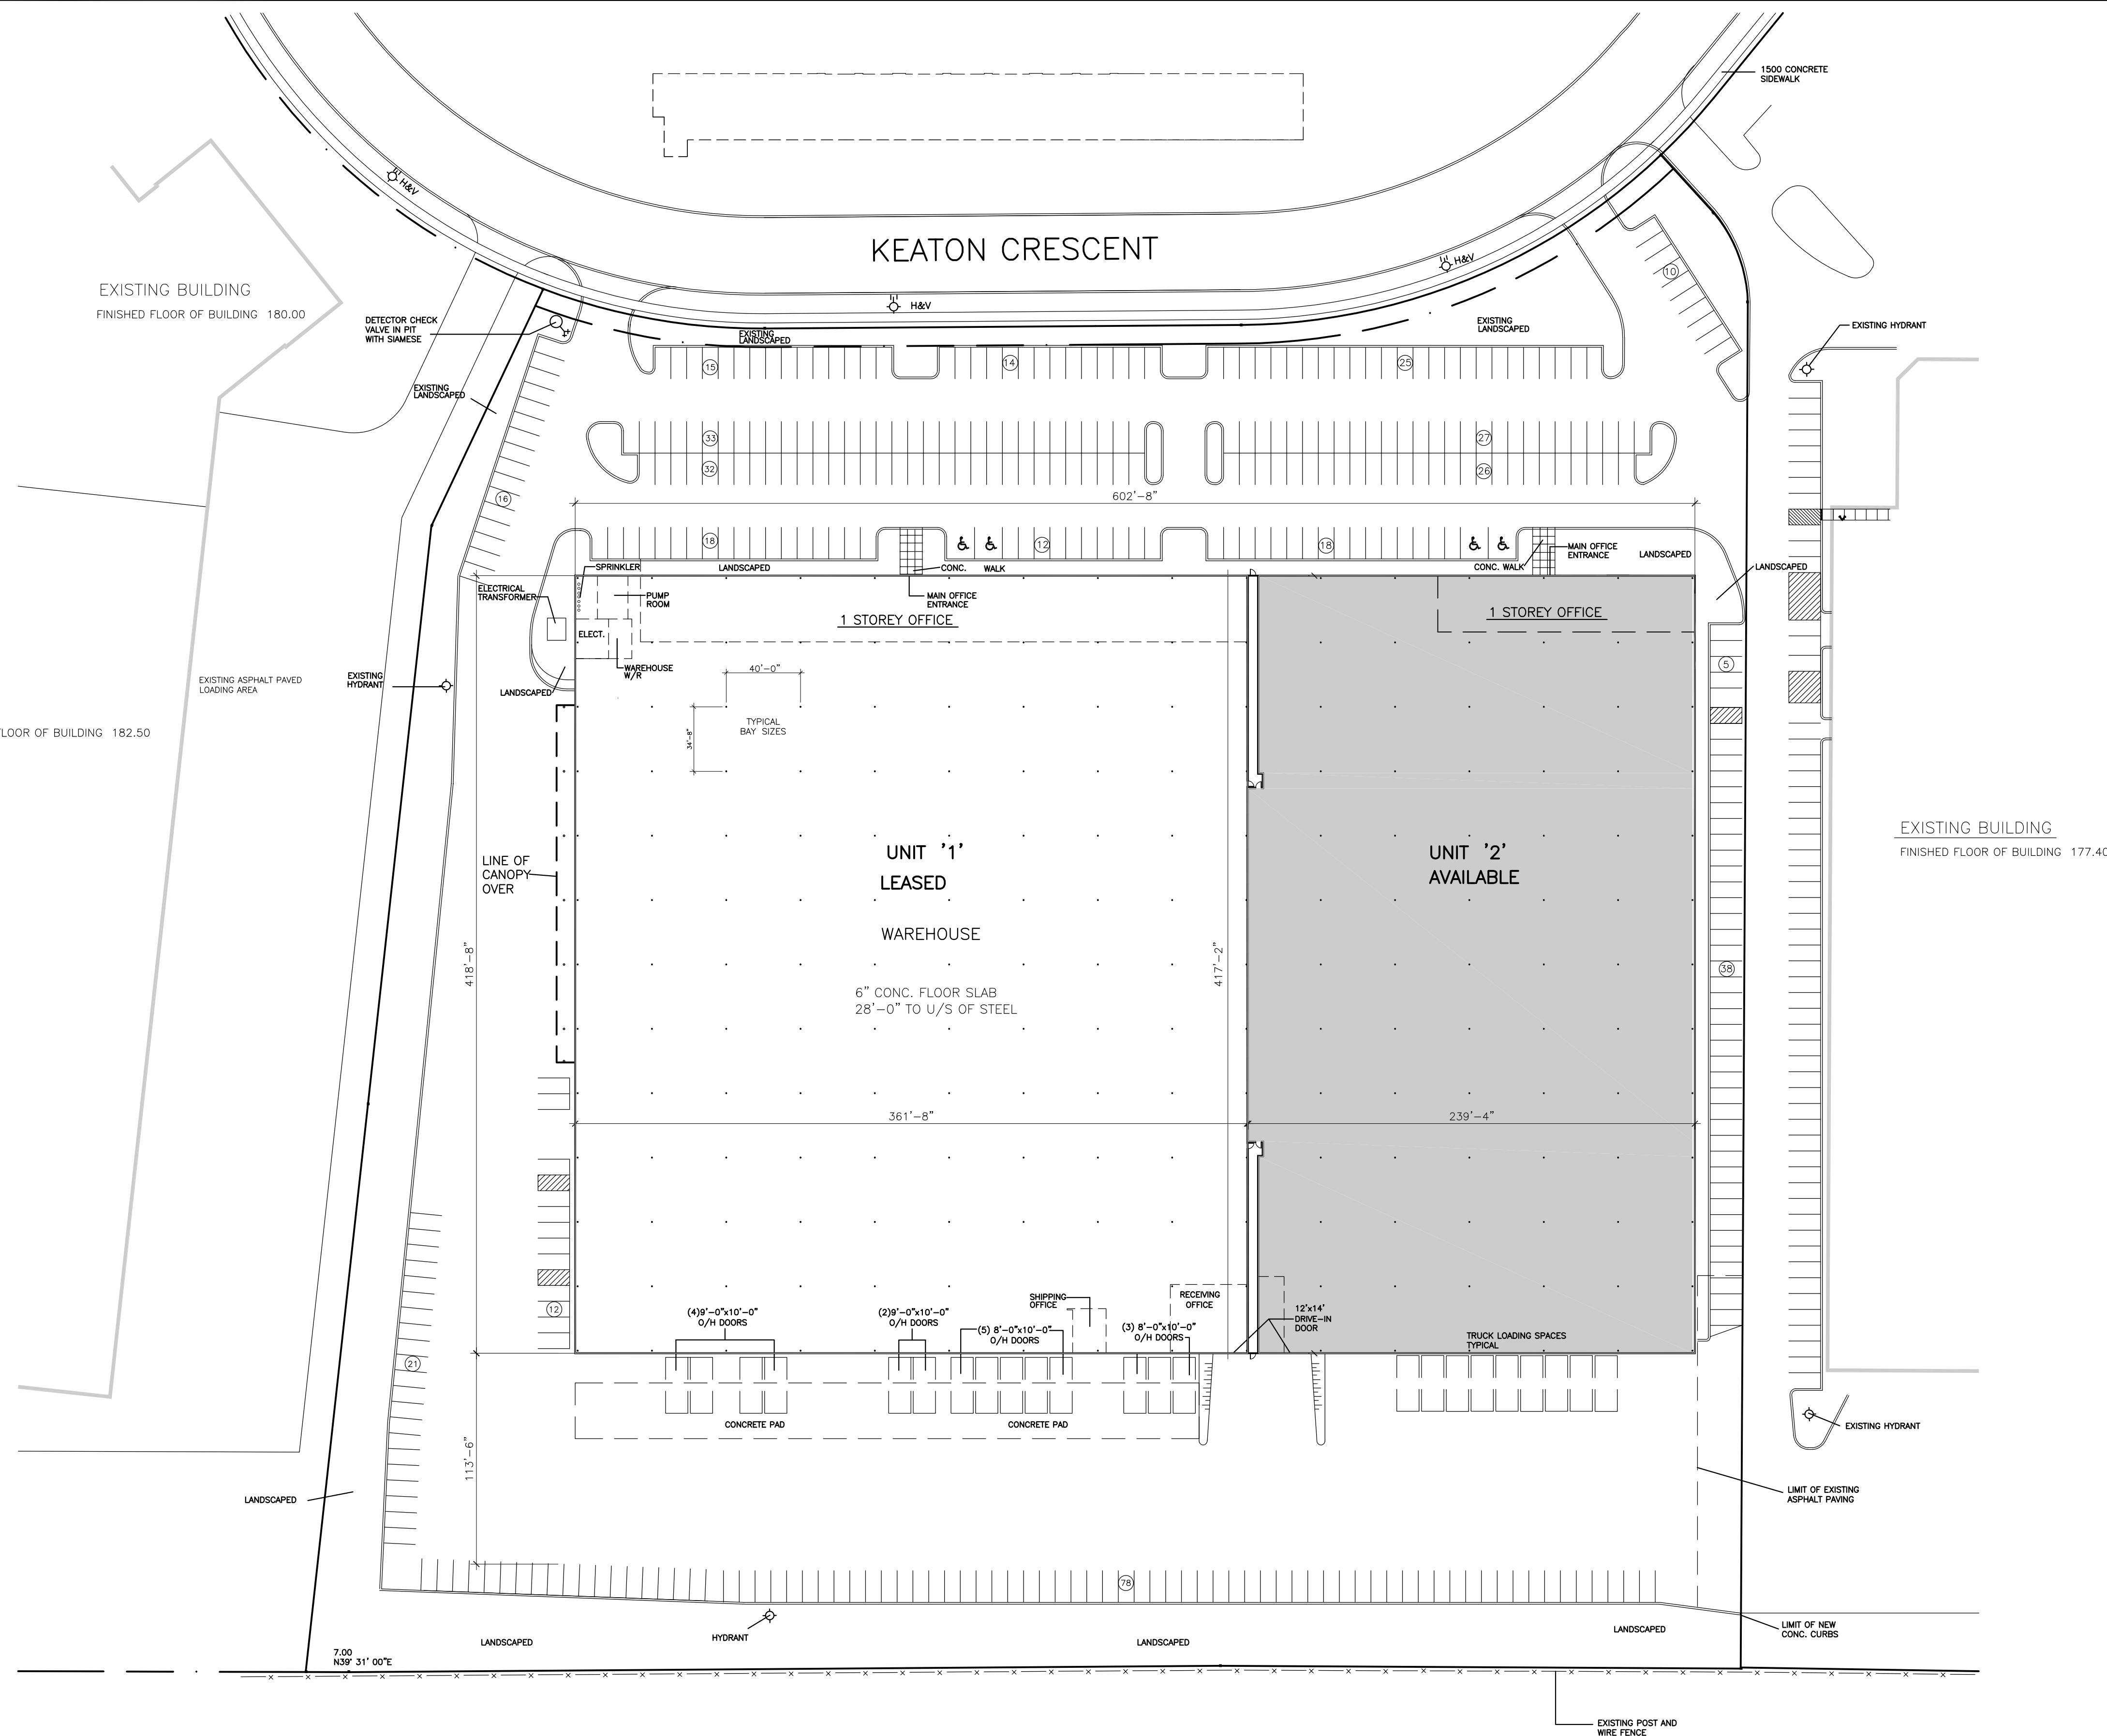 1500 CONCRETE
SIDEWALK
H&V
KEATON CRESCENT
H&V
H&V
10
EXISTING BUILDING
FINISHED FLOOR OF BUILDING 180.00
DETECTOR CHECK
VALVE IN PIT
WITH SIAMESE
EXISTING
LANDSCAPED
EXISTING
LANDSCAPED
EXISTING HYDRANT
15
14
25
EXISTING
LANDSCAPED
33
27
32
26
16
602'-8"
18
12
18
MAIN OFFICE
ENTRANCE
LANDSCAPED
SPRINKLER
LANDSCAPED
CONC. WALK
CONC. WALK
LANDSCAPED
ELECTRICAL
TRANSFORMER
PUMP
ROOM
MAIN OFFICE
ENTRANCE
1 STOREY OFFICE
1 STOREY OFFICE
ELECT.
WAREHOUSE
W/R
40'-0"
5
EXISTING ASPHALT PAVED
LOADING AREA
EXISTING
HYDRANT
LANDSCAPED
LOOR OF BUILDING 182.50
34'-8"
TYPICAL
BAY SIZES
EXISTING BUILDING
FINISHED FLOOR OF BUILDING 177.40
LINE OF
CANOPY
OVER
UNIT '1'
LEASED
UNIT '2'
AVAILABLE
WAREHOUSE
418'-8"
417'-2"
38
6" CONC. FLOOR SLAB
28'-0" TO U/S OF STEEL
361'-8"
239'-4"
12
(4)9'-0"x10'-0"
O/H DOORS
(2)9'-0"x10'-0"
O/H DOORS
SHIPPING
OFFICE
(5) 8'-0"x10'-0"
O/H DOORS
RECEIVING
OFFICE
(3) 8'-0"x10'-0"
O/H DOORS
12'x14'
DRIVE-IN
DOOR
TRUCK LOADING SPACES
TYPICAL
21
CONCRETE PAD
CONCRETE PAD
EXISTING HYDRANT
113'-6"
LANDSCAPED
LIMIT OF EXISTING
ASPHALT PAVING
78
HYDRANT
LANDSCAPED
LANDSCAPED
LANDSCAPED
LIMIT OF NEW
CONC. CURBS
7.00
N39' 31' 00"E
EXISTING POST AND
WIRE FENCE